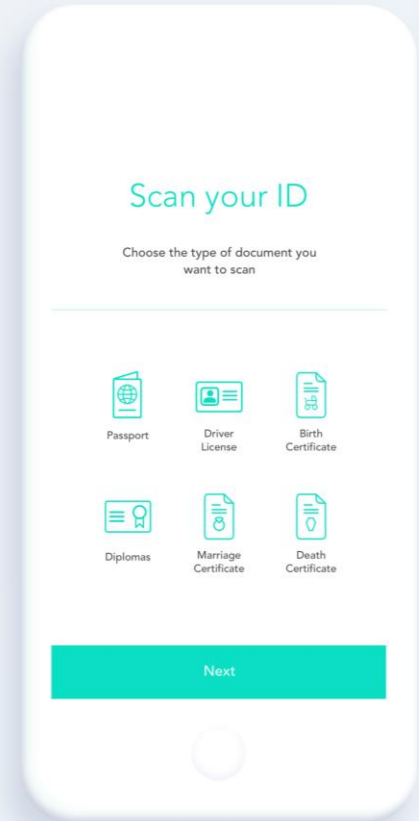 Scan your ID
Choose the type of document you
want to scan
Passport
Driver
License
Birth
Certificate
Diplomas
Marriage
Certificate
Death
Certificate
Next